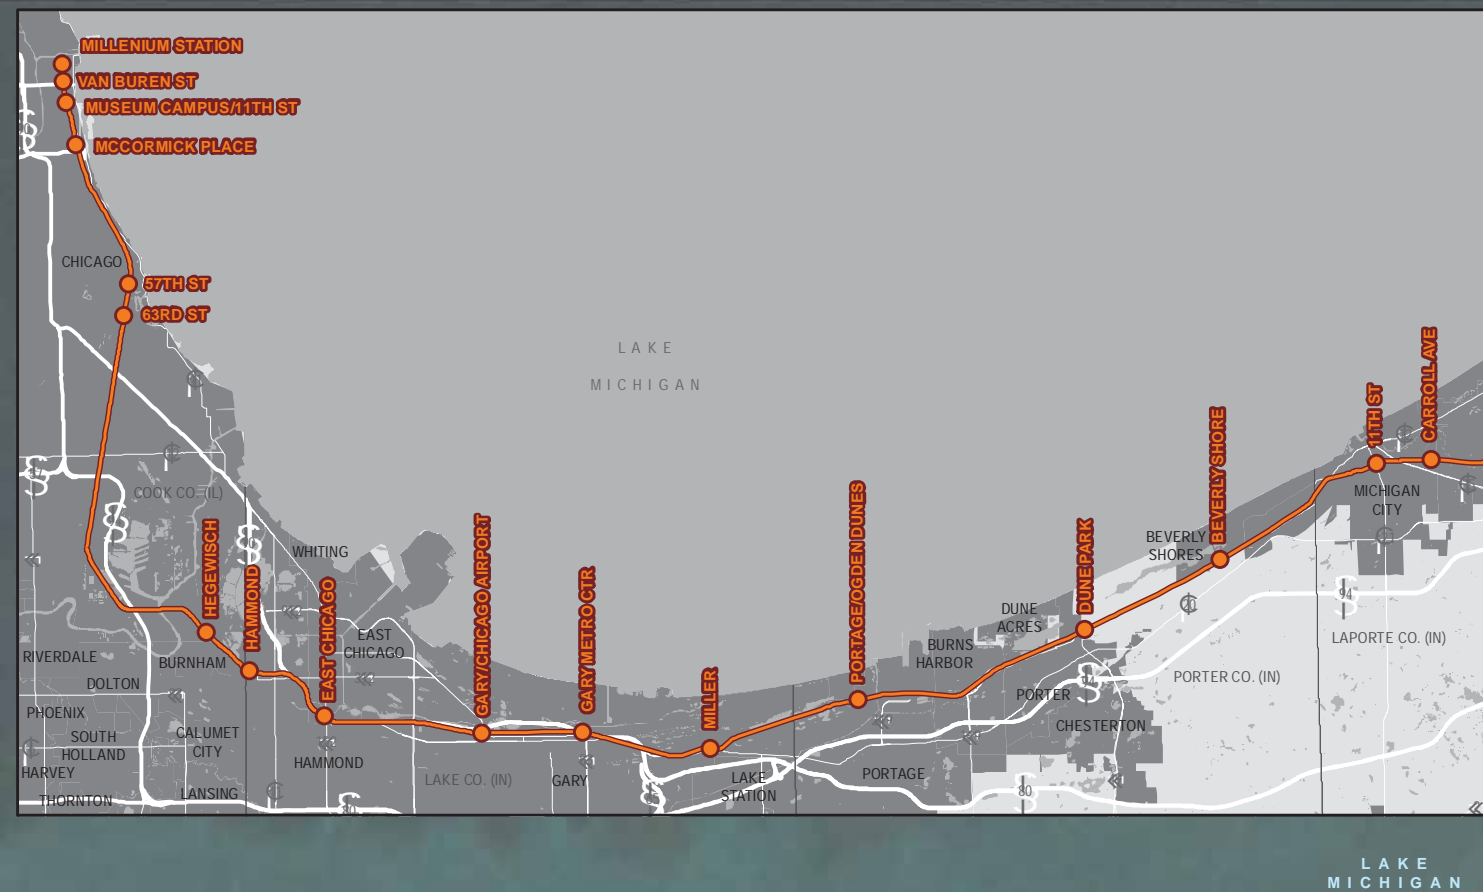 MILLENIUM STATION
VAN BUREN ST
MUSEUM CAMPUS/11TH ST
MCCORMICK PLACE
CHICAGO
57TH ST
63RD ST
LAKE
MICHIGAN
COOK CO. (IL)
WHITING
HEGEWISCH
HAMMOND
EAST CHICAGO
GARY/CHICAGO AIRPORT
GARY METRO CTR
MILLER
PORTAGE/OGDEN DUNES
DUNE PARK
BEVERLY SHORE
11TH ST
CARROLL AVE
MICHIGAN
CITY
BEVERLY
SHORES
DUNE
ACRES
BURNS
HARBOR
EAST
CHICAGO
RIVERDALE
BURNHAM
DOLTON
PHOENIX
SOUTH
HOLLAND
CALUMET
CITY
HARVEY
THORNTON
LANSING
HAMMOND
LAKE CO. (IN)
GARY
LAKE
STATION
PORTAGE
PORTER
CHESTERTON
PORTER CO. (IN)
LAPORTE CO. (IN)
94
20
80
LAKE
MICHIGAN